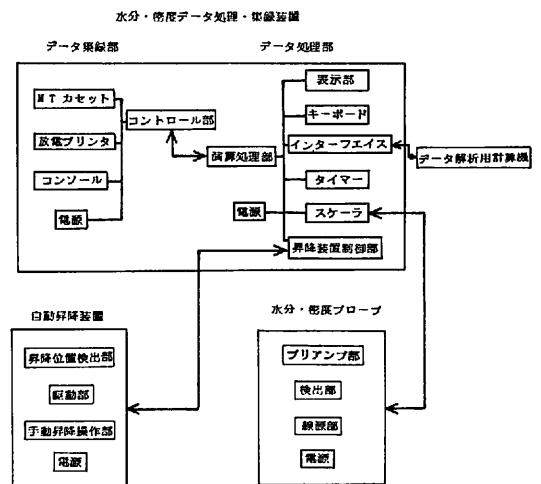 水分・密度データ処理・集録装置
データ集録部
データ処理部
MTカセット
放電プリンタ
コンソール
電源
コントロール部
演算処理部
電源
表示部
キーボード
インターフェイス
タイマー
スケーラ
昇降装置制御部
データ解析用計算機
自動昇降装置
昇降位置検出部
駆動部
手動昇降操作部
電源
水分・密度プローブ
プリアンプ部
検出部
線源部
電源